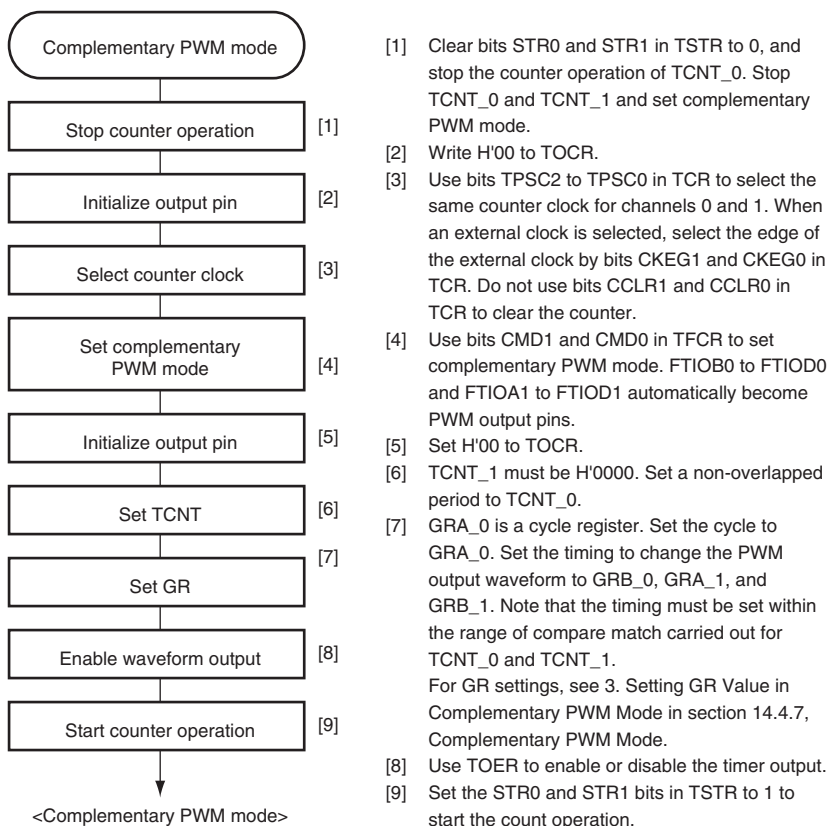 Complementary PWM mode
Stop counter operation
[1]
Initialize output pin
[2]
Select counter clock
[3]
Set complementary
PWM mode
[4]
Initialize output pin
[5]
Set TCNT
[6]
[7]
Set GR
Enable waveform output
[8]
Start counter operation
[9]
<Complementary PWM mode>
[1] Clear bits STR0 and STR1 in TSTR to 0, and
stop the counter operation of TCNT_0. Stop
TCNT_0 and TCNT_1 and set complementary
PWM mode.
[2] Write H'00 to TOCR.
[3] Use bits TPSC2 to TPSC0 in TCR to select the
same counter clock for channels 0 and 1. When
an external clock is selected, select the edge of
the external clock by bits CKEG1 and CKEG0 in
TCR. Do not use bits CCLR1 and CCLR0 in
TCR to clear the counter.
[4] Use bits CMD1 and CMD0 in TFCR to set
complementary PWM mode. FTIOB0 to FTIOD0
and FTIOA1 to FTIOD1 automatically become
PWM output pins.
[5] Set H'00 to TOCR.
[6] TCNT_1 must be H'0000. Set a non-overlapped
period to TCNT_0.
[7] GRA_0 is a cycle register. Set the cycle to
GRA_0. Set the timing to change the PWM
output waveform to GRB_0, GRA_1, and
GRB_1. Note that the timing must be set within
the range of compare match carried out for
TCNT_0 and TCNT_1.
For GR settings, see 3. Setting GR Value in
Complementary PWM Mode in section 14.4.7,
Complementary PWM Mode.
[8] Use TOER to enable or disable the timer output.
[9] Set the STR0 and STR1 bits in TSTR to 1 to
start the count operation.